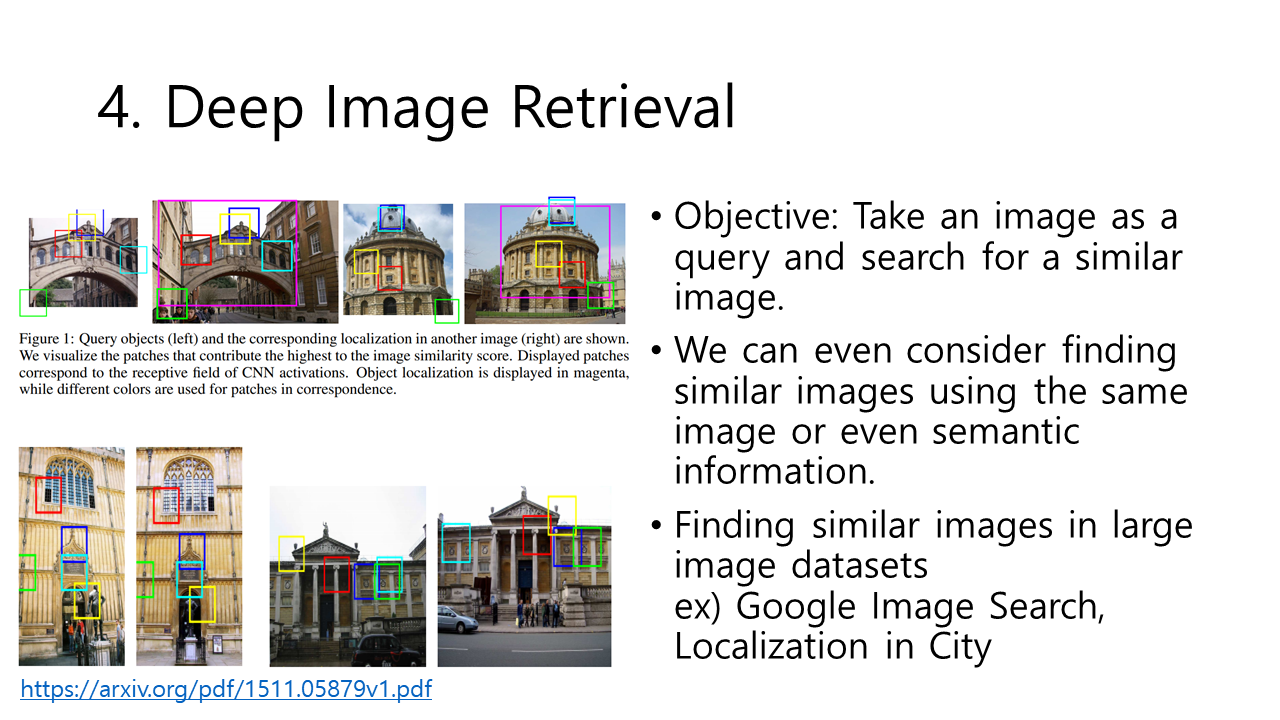 4. Deep Image Retrieval
Figure 1: Query objects (left) and the corresponding localization in another image (right) are shown.
We visualize the patches that contribute the highest to the image similarity score. Displayed patches
correspond to the receptive field of CNN activations. Object localization is displayed in magenta,
while different colors are used for patches in correspondence.
https://arxiv.org/pdf/1511.05879v1.pdf
• Objective: Take an image as a
query and search for a similar
image.
• We can even consider finding
similar images using the same
image or even semantic
information.
• Finding similar images in large
image datasets
ex) Google Image Search,
Localization in City